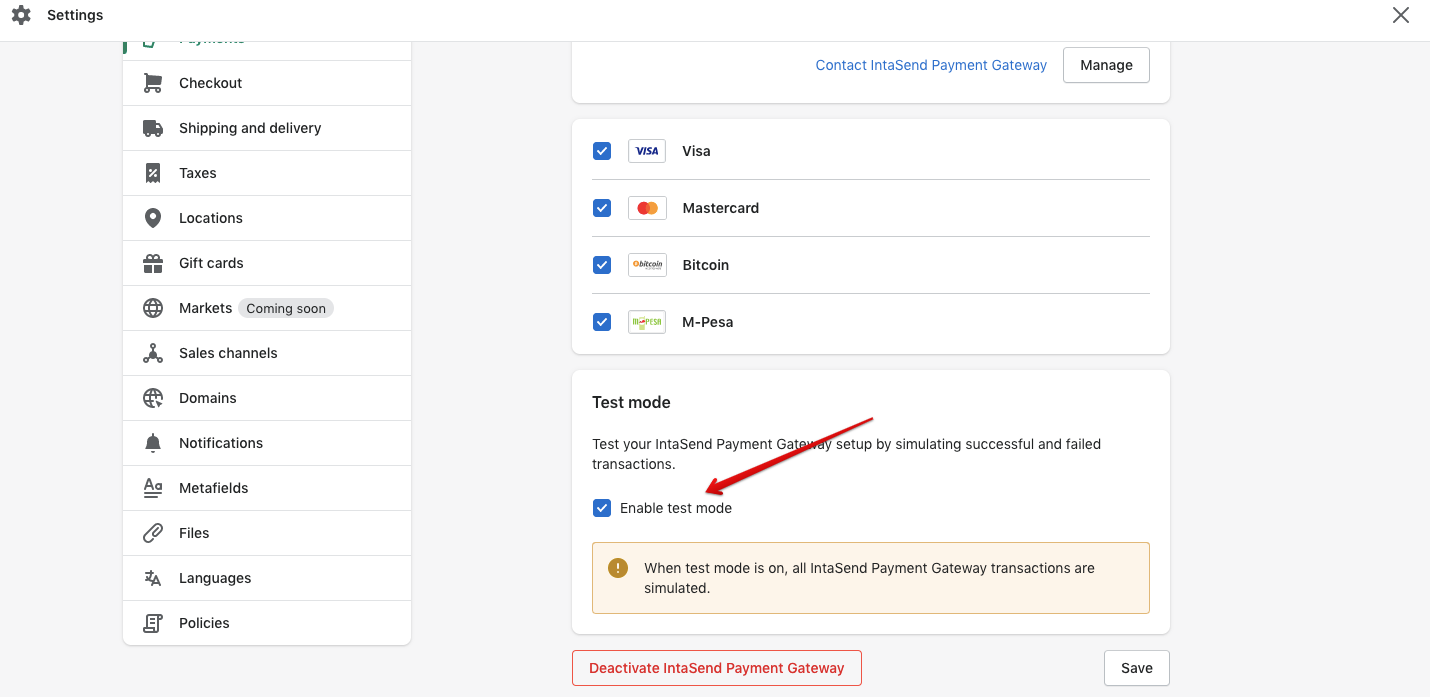 Settings
Payments
Checkout
Shipping and delivery
Taxes
Locations
Gift cards
Markets Coming soon
Sales channels
Domains
Notifications
Metafields
Files
Languages
Policies
Contact IntaSend Payment Gateway Manage
VISA Visa
Mastercard
bitcoin Bitcoin
M-PESA M-Pesa
Test mode
Test your IntaSend Payment Gateway setup by simulating successful and failed
transactions.
Enable test mode
When test mode is on, all IntaSend Payment Gateway transactions are
simulated.
Deactivate IntaSend Payment Gateway Save